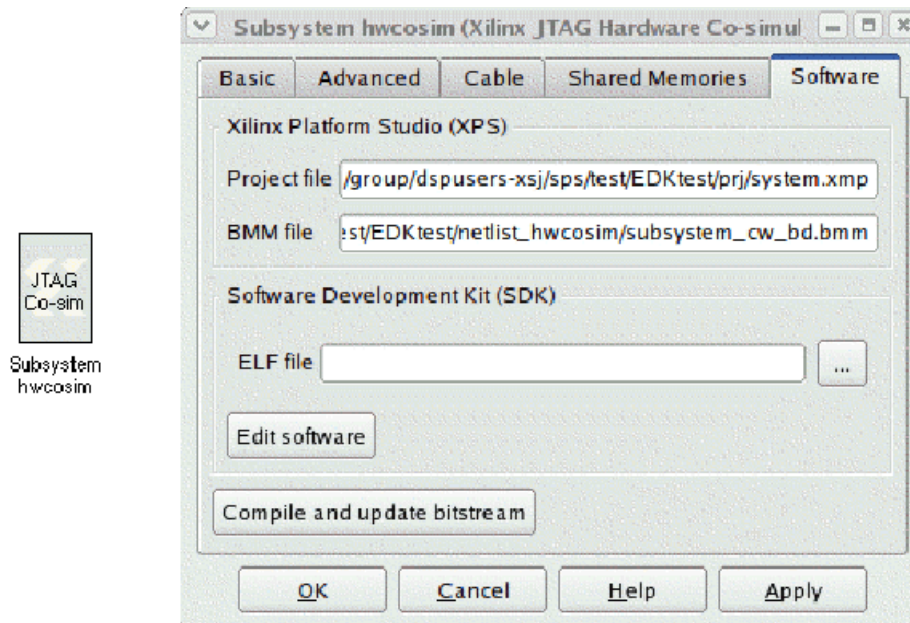 Subsystem hwcosim (Xilinx JTAG Hardware Co-simul
Basic Advanced Cable Shared Memories Software
Xilinx Platform Studio (XPS)
Project file /group/dspusers-xsj/sps/test/EDKtest/prj/system.xmp
BMM file est/EDKtest/netlist_hwcosim/subsystem_cw_bd.bmm
JTAG
Co-sim
Subsystem
hwcosim
Software Development Kit (SDK)
ELF file ...
Edit software
Compile and update bitstream
OK Cancel Help Apply